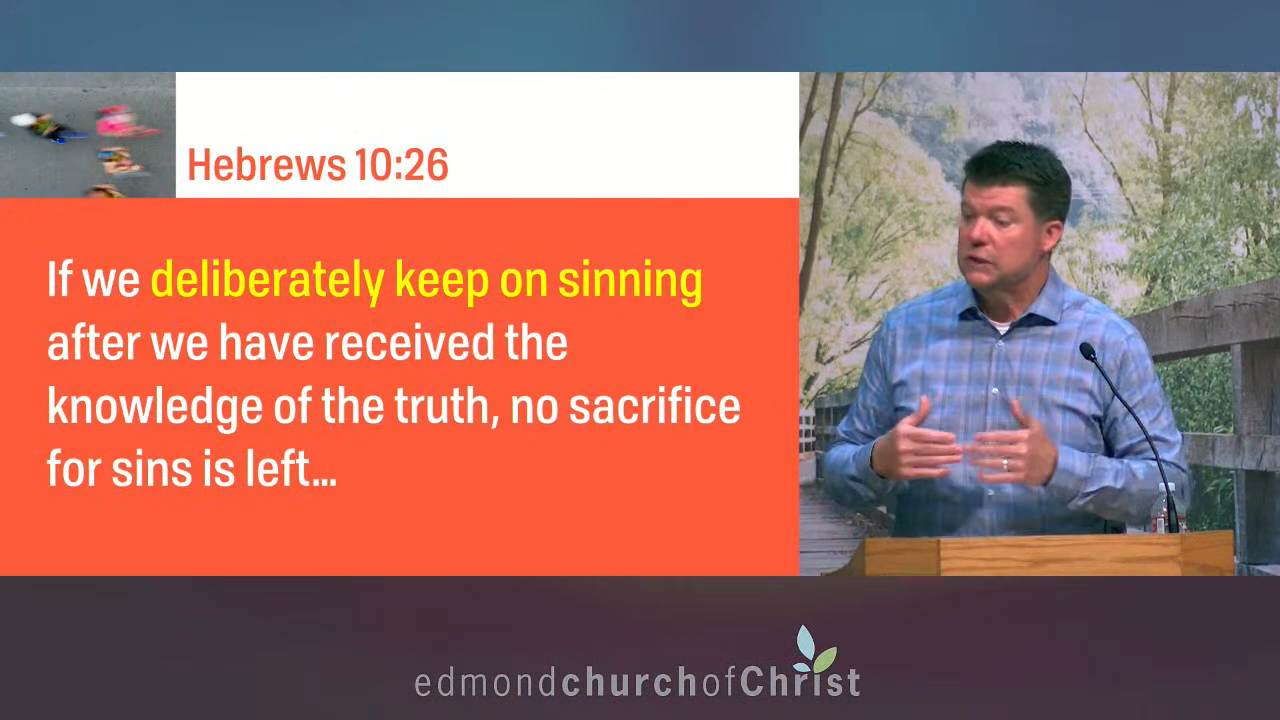 Hebrews 10:26
If we deliberately keep on sinning
after we have received the
knowledge of the truth, no sacrifice
for sins is left...
edmondchurchofChrist